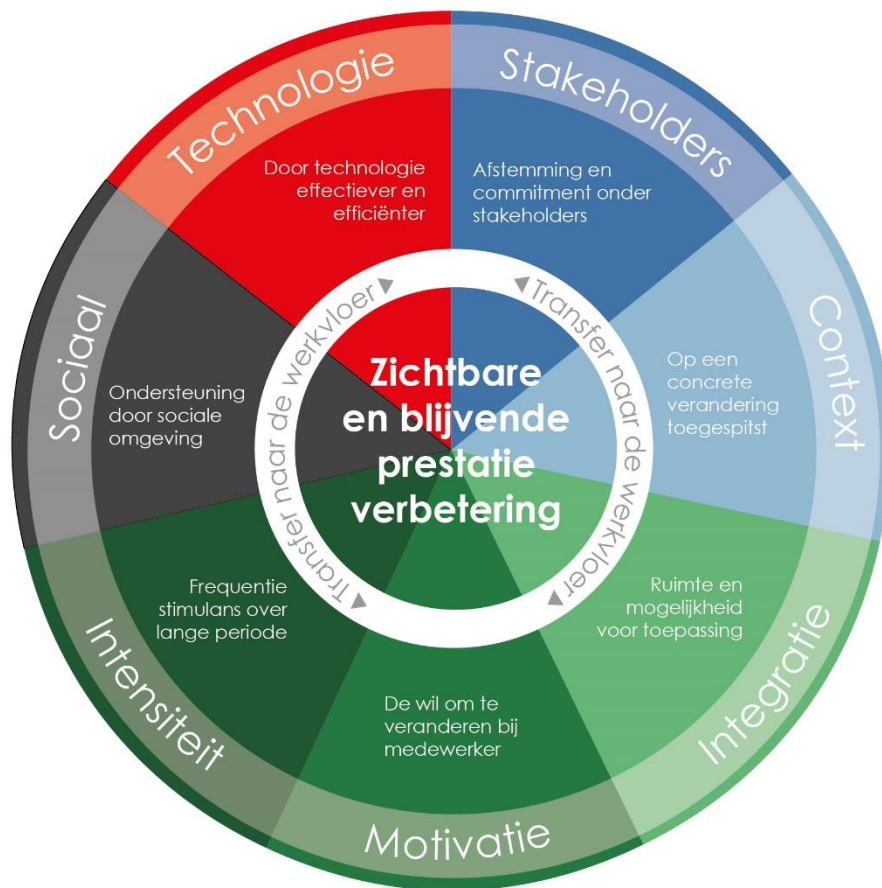 Technologie
Door technologie
effectiever en
efficiënter
Stakeholders
Afstemming en
commitment onder
stakeholders
Context
Op een
concrete
verandering
toegespitst
Integratie
Ruimte en
mogelijkheid
voor toepassing
Motivatie
De wil om te
veranderen bij
medewerker
Intensiteit
Frequentie
stimulans over
lange periode
Sociaal
Ondersteuning
door sociale
omgeving
Transfer naar de werkvloer
Transfer naar de werkvloer
Zichtbare
en blijvende
prestatie
verbetering